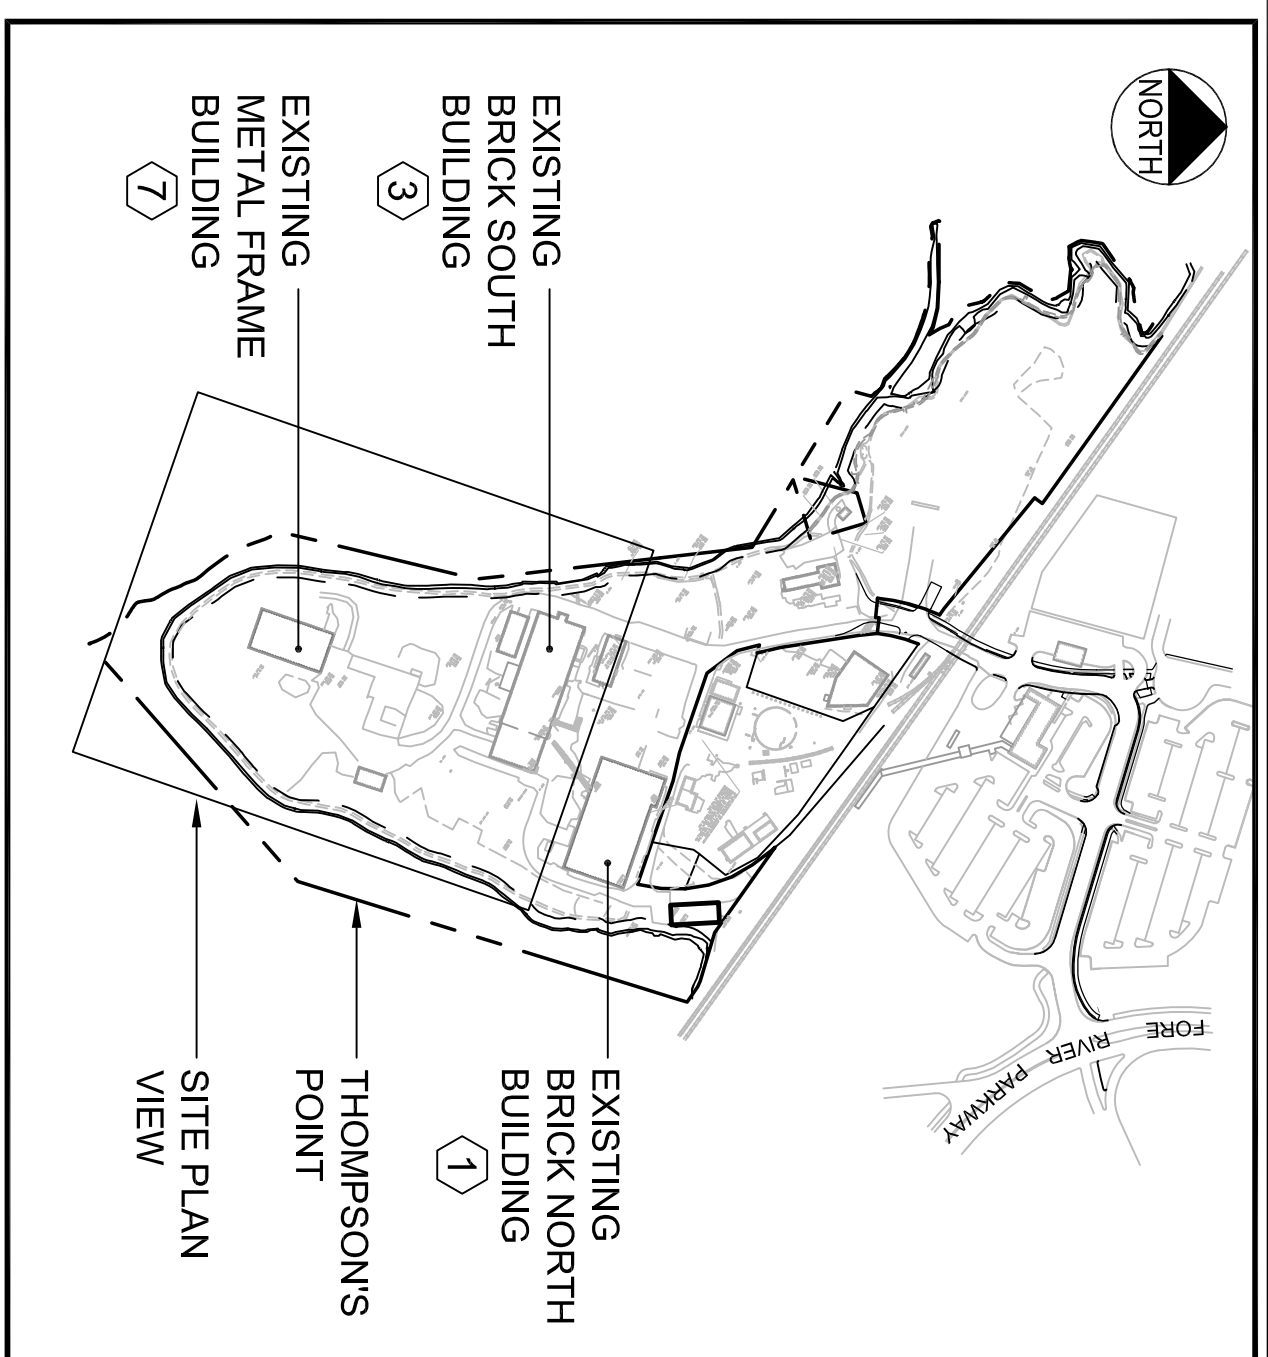 NORTH
EXISTING
BRICK SOUTH
BUILDING
3
EXISTING
METAL FRAME
BUILDING
7
FORE RIVER PARKWAY
EXISTING
BRICK NORTH
BUILDING
1
THOMPSON'S
POINT
SITE PLAN
VIEW